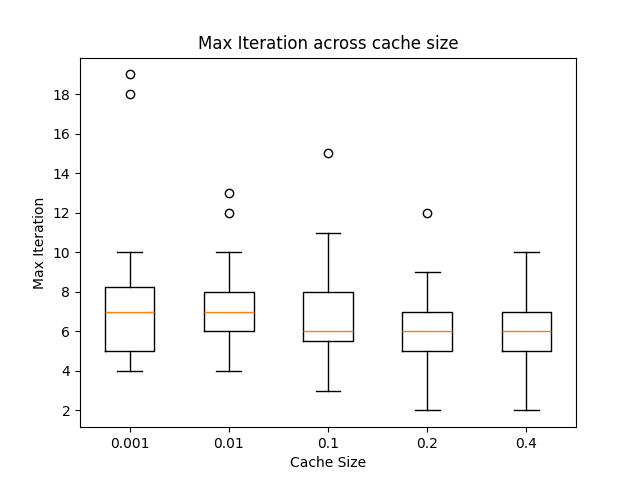 Max Iteration across cache size
Max Iteration
18
16
14
12
10
8
6
4
2
0.001 0.01 0.1 0.2 0.4
Cache Size